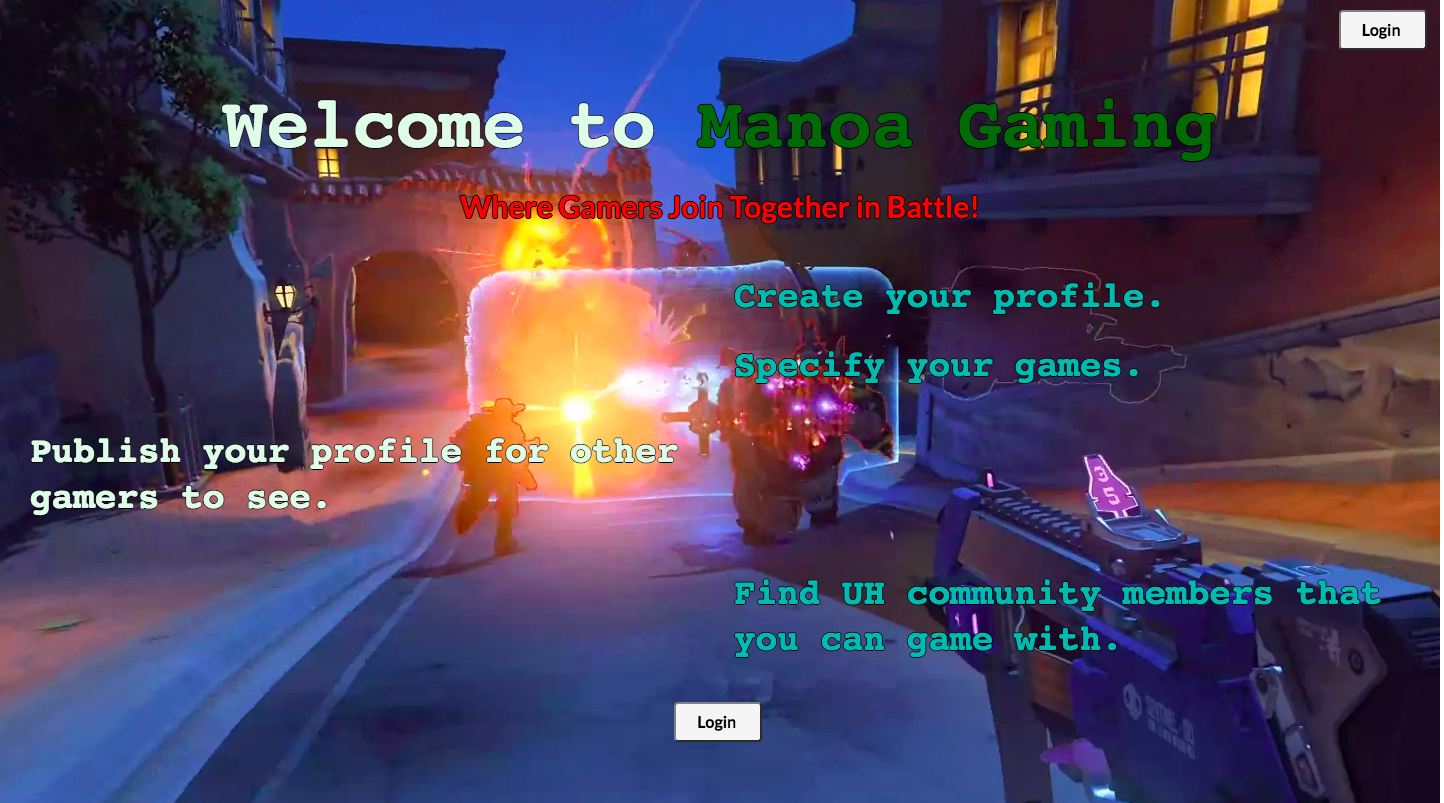 Login
Welcome to Manoa Gaming
Where Gamers Join Together in Battle!
Create your profile.
Specify your games.
Publish your profile for other
gamers to see.
35
Find UH community members that
you can game with.
Login